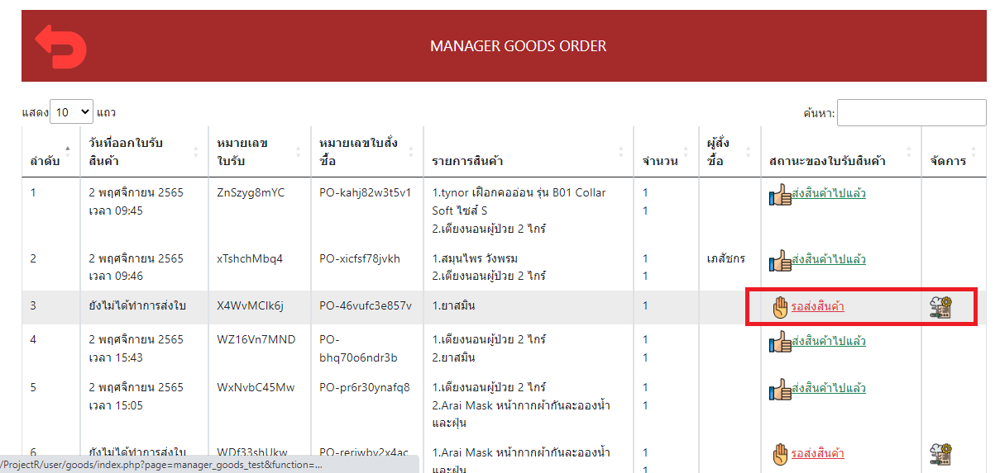 MANAGER GOODS ORDER
แสดง 10 แถว
ค้นหา:
ลำดับ วันที่ออกใบรับสินค้า หมายเลขใบรับ หมายเลขใบสั่งซื้อ รายการสินค้า จำนวน ผู้สั่งซื้อ สถานะของใบรับสินค้า จัดการ
1 2 พฤศจิกายน 2565 ZnSzyg8mYC PO-kahj82w3t5v1 1.tynor เฝือกคออ่อน รุ่น B01 Collar 1 ส่งสินค้าไปแล้ว
เวลา 09:45 Soft ไซส์ S 1
2.เตียงนอนผู้ป่วย 2 ไกร์
2 2 พฤศจิกายน 2565 xTshchMbq4 PO-xicfsf78jvkh 1.สมุนไพร วังพรม 1 เภสัชกร ส่งสินค้าไปแล้ว
เวลา 09:46 2.เตียงนอนผู้ป่วย 2 ไกร์ 1
3 ยังไม่ได้ทำการส่งใบ X4WvMClk6j PO-46vufc3e857v 1.ยาสมิน 1 รอส่งสินค้า
4 2 พฤศจิกายน 2565 WZ16Vn7MND PO- 1.เตียงนอนผู้ป่วย 2 ไกร์ 1 ส่งสินค้าไปแล้ว
เวลา 15:43 bhq70o6ndr3b 2.ยาสมิน 1
5 2 พฤศจิกายน 2565 WxNvbC45Mw PO-pr6r30ynafq8 1.เตียงนอนผู้ป่วย 2 ไกร์ 1 ส่งสินค้าไปแล้ว
เวลา 15:05 2.Arai Mask หน้ากากผ้ากันละอองน้ำ 1
และฝุ่น
6 ยังไม่ได้ทำการส่งใบ WDf33shUkw PO-rerjwbv2x4ac 1.Arai Mask หน้ากากผ้ากันละอองน้ำ 1 รอส่งสินค้า
และฝุ่น 1
/ProjectR/user/goods/index.php?page=manager_goods_test&function=...